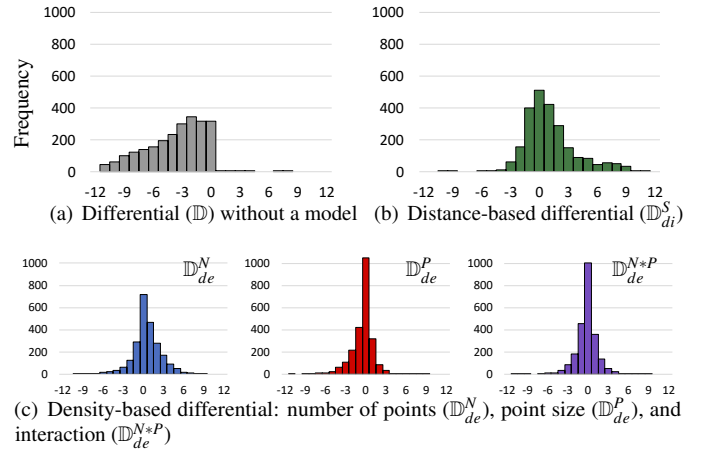 1000 1000
800 800
600 600
400 400
200 200
0 0
Frequency
-12 -9 -6 -3 0 3 6 9 12 -12 -9 -6 -3 0 3 6 9 12
(a) Differential (𝔻) without a model (b) Distance-based differential (𝔻^S_di)
𝔻^N_de 𝔻^P_de 𝔻^N*P_de
1000 1000 1000
800 800 800
600 600 600
400 400 400
200 200 200
0 0 0
-12 -9 -6 -3 0 3 6 9 12 -12 -9 -6 -3 0 3 6 9 12 -12 -9 -6 -3 0 3 6 9 12
(c) Density-based differential: number of points (𝔻^N_de), point size (𝔻^P_de), and
interaction (𝔻^N*P_de)